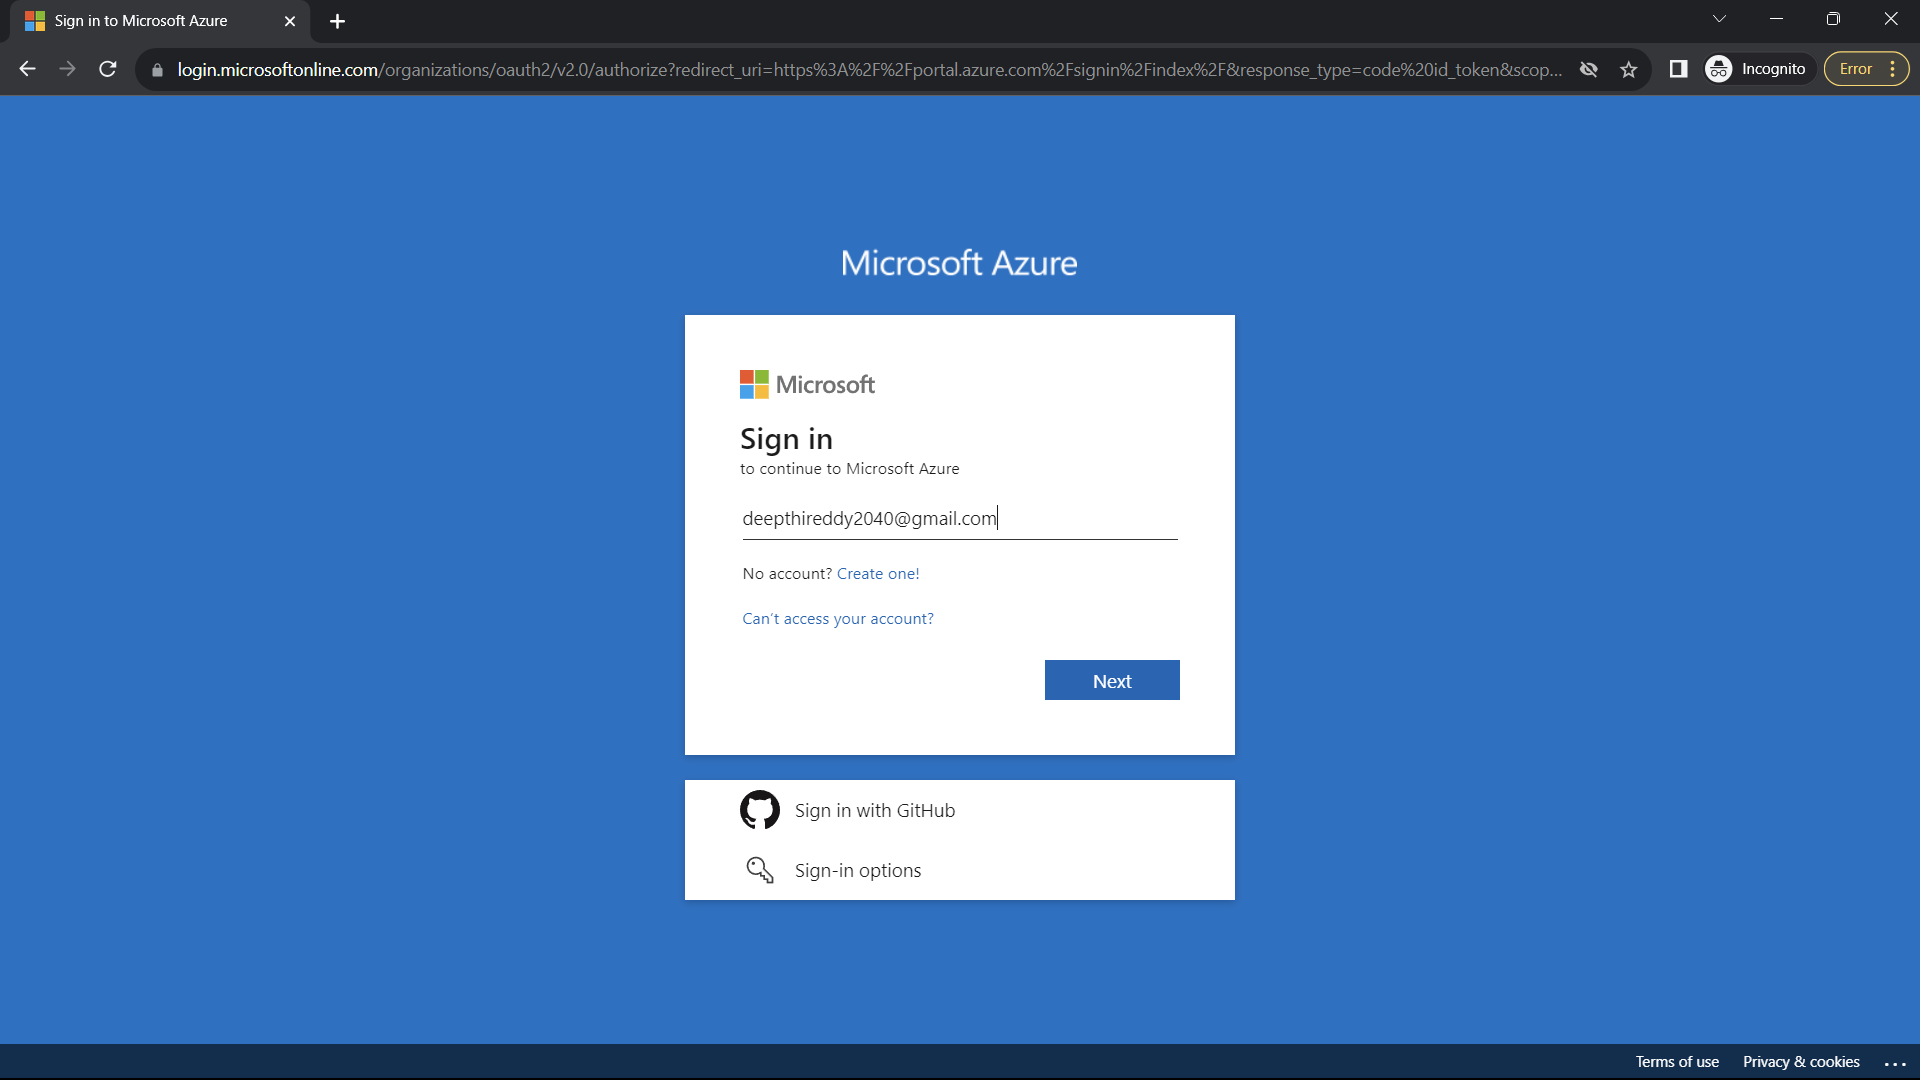 Sign in to Microsoft Azure
login.microsoftonline.com/organizations/oauth2/v2.0/authorize?redirect_uri=https%3A%2F%2Fportal.azure.com%2Fsignin%2Findex%2F&response_type=code%20id_token&scop...
Incognito
Error
Microsoft Azure
Microsoft
Sign in
to continue to Microsoft Azure
deepthireddy2040@gmail.com
No account? Create one!
Can't access your account?
Next
Sign in with GitHub
Sign-in options
Terms of use
Privacy & cookies
...